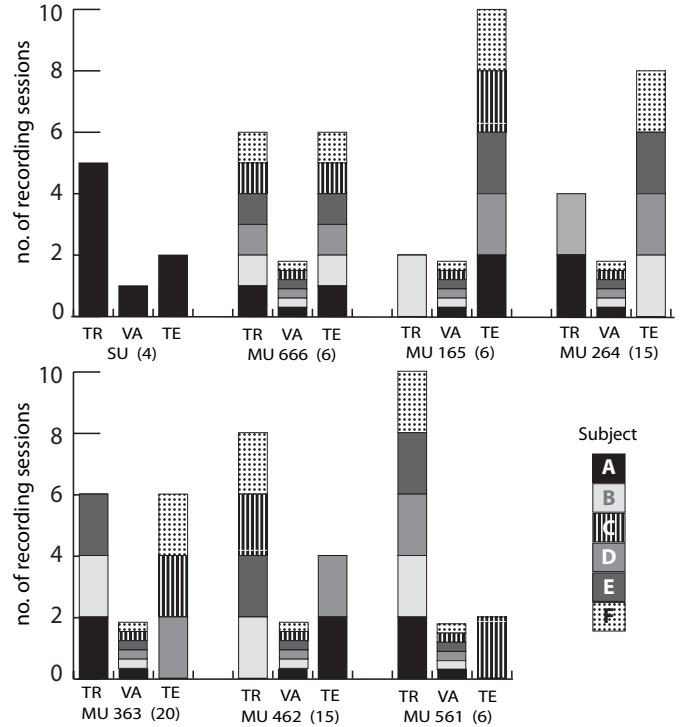 no. of recording sessions
10
8
6
4
2
0
TR VA TE TR VA TE TR VA TE TR VA TE
SU (4) MU 666 (6) MU 165 (6) MU 264 (15)
no. of recording sessions
10
8
6
4
2
0
Subject
A
B
C
D
E
F
TR VA TE TR VA TE TR VA TE
MU 363 (20) MU 462 (15) MU 561 (6)